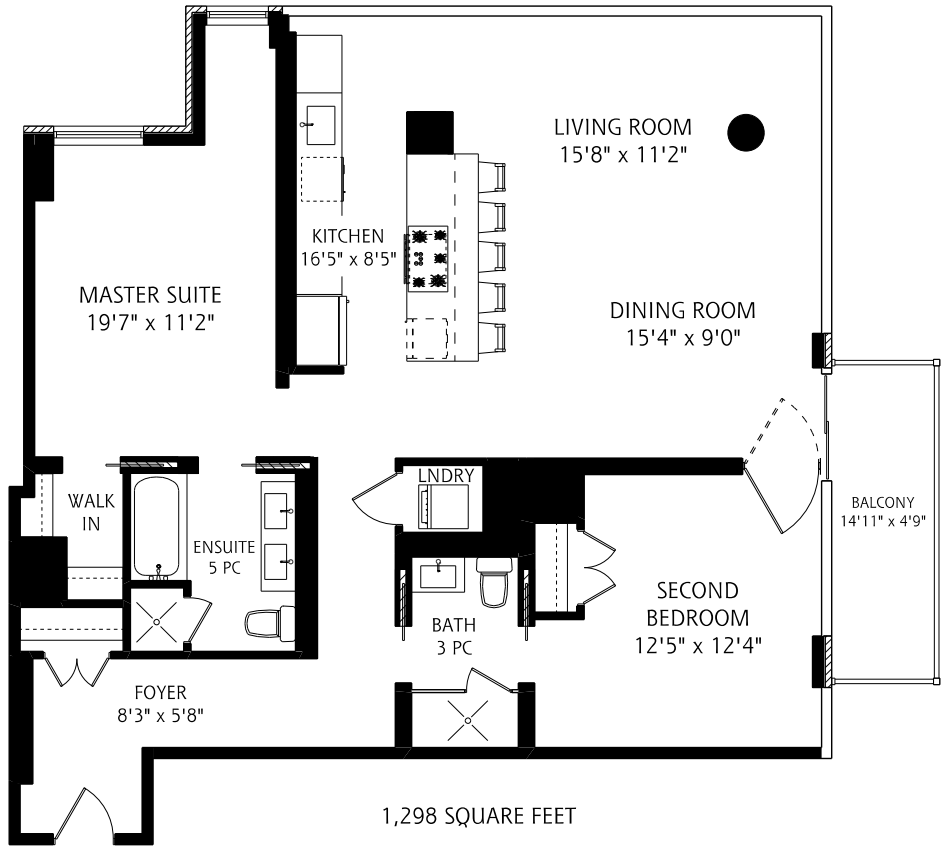 LIVING ROOM
15'8" x 11'2"
KITCHEN
16'5" x 8'5"
MASTER SUITE
19'7" x 11'2"
DINING ROOM
15'4" x 9'0"
LNDRY
WALK
IN
BALCONY
14'11" x 4'9"
ENSUITE
5 PC
SECOND
BEDROOM
12'5" x 12'4"
BATH
3 PC
FOYER
8'3" x 5'8"
1,298 SQUARE FEET